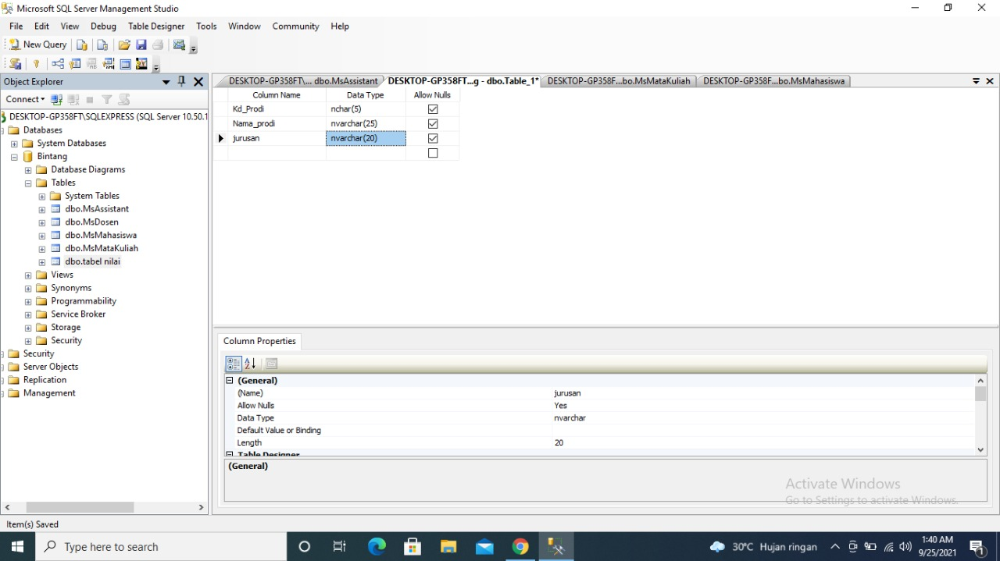 Microsoft SQL Server Management Studio
File Edit View Debug Table Designer Tools Window Community Help
New Query
Object Explorer
Connect
DESKTOP-GP358FT\SQLEXPRESS (SQL Server 10.50.1
Databases
System Databases
Bintang
Database Diagrams
Tables
System Tables
dbo.MsAssistant
dbo.MsDosen
dbo.MsMahasiswa
dbo.MsMataKuliah
dbo.tabel nilai
Views
Synonyms
Programmability
Service Broker
Storage
Security
Security
Server Objects
Replication
Management
DESKTOP-GP358FT\... dbo.MsAssistant DESKTOP-GP358FT...g - dbo.Table_1* DESKTOP-GP358F...bo.MsMataKuliah DESKTOP-GP358F...bo.MsMahasiswa
Column Name Data Type Allow Nulls
Kd_Prodi nchar(5)
Nama_prodi nvarchar(25)
jurusan nvarchar(20)
Column Properties
(General)
(Name) jurusan
Allow Nulls Yes
Data Type nvarchar
Default Value or Binding
Length 20
Table Designer
(General)
Activate Windows
Go to Settings to activate Windows.
Item(s) Saved
Type here to search
30°C Hujan ringan
1:40 AM
9/25/2021
1